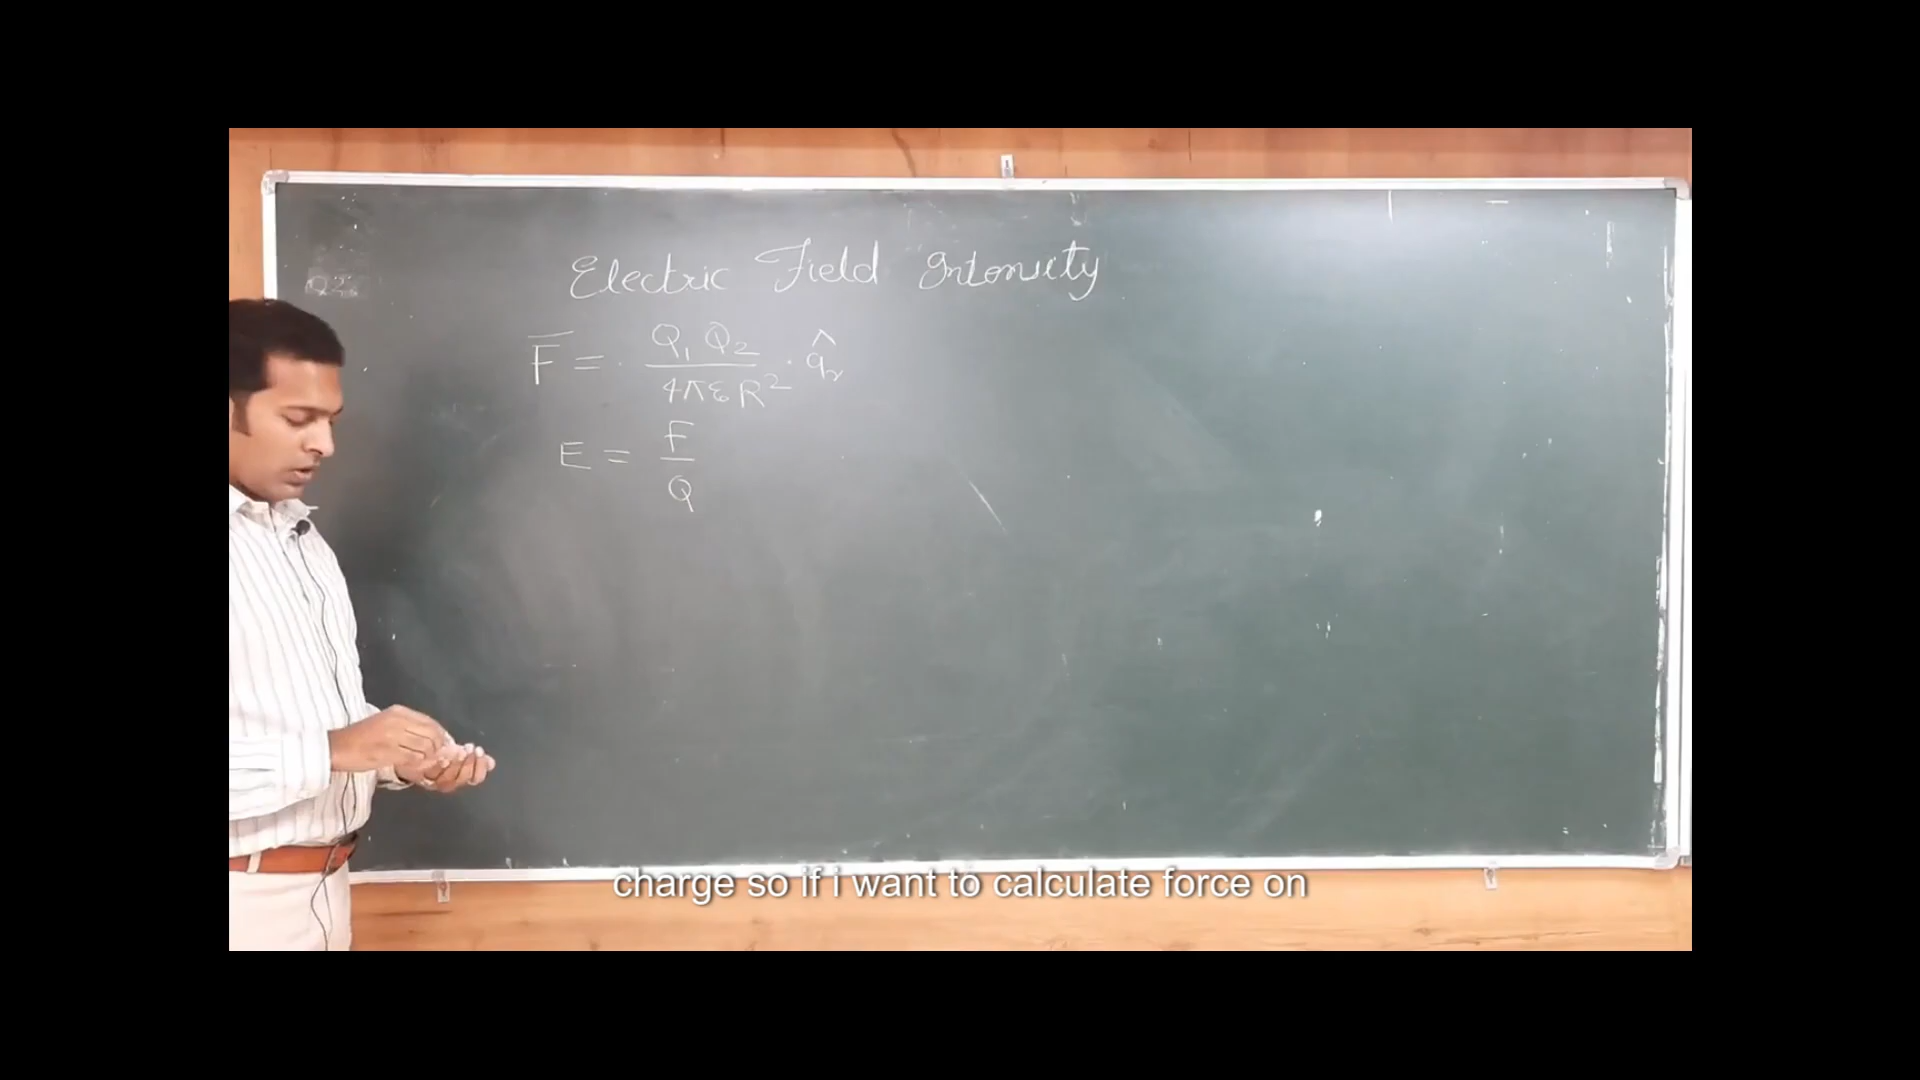 Electric Field Intensity
F̅ = · Q₁ Q₂ / 4πεR² · âᵣ
E = F / Q
charge so if i want to calculate force on